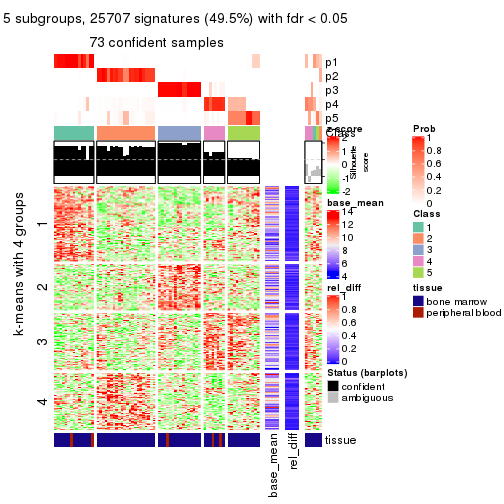 5 subgroups, 25707 signatures (49.5%) with fdr < 0.05
73 confident samples
p1
p2
p3
p4
p5
Class
Silhouette
score
k-means with 4 groups
1
2
3
4
tissue
base_mean
rel_diff
z-score
2
1
0
-1
-2
base_mean
14
12
10
8
6
4
rel_diff
1
0.8
0.6
0.4
0.2
0
Status (barplots)
confident
ambiguous
Prob
1
0.8
0.6
0.4
0.2
0
Class
1
2
3
4
5
tissue
bone marrow
peripheral blood